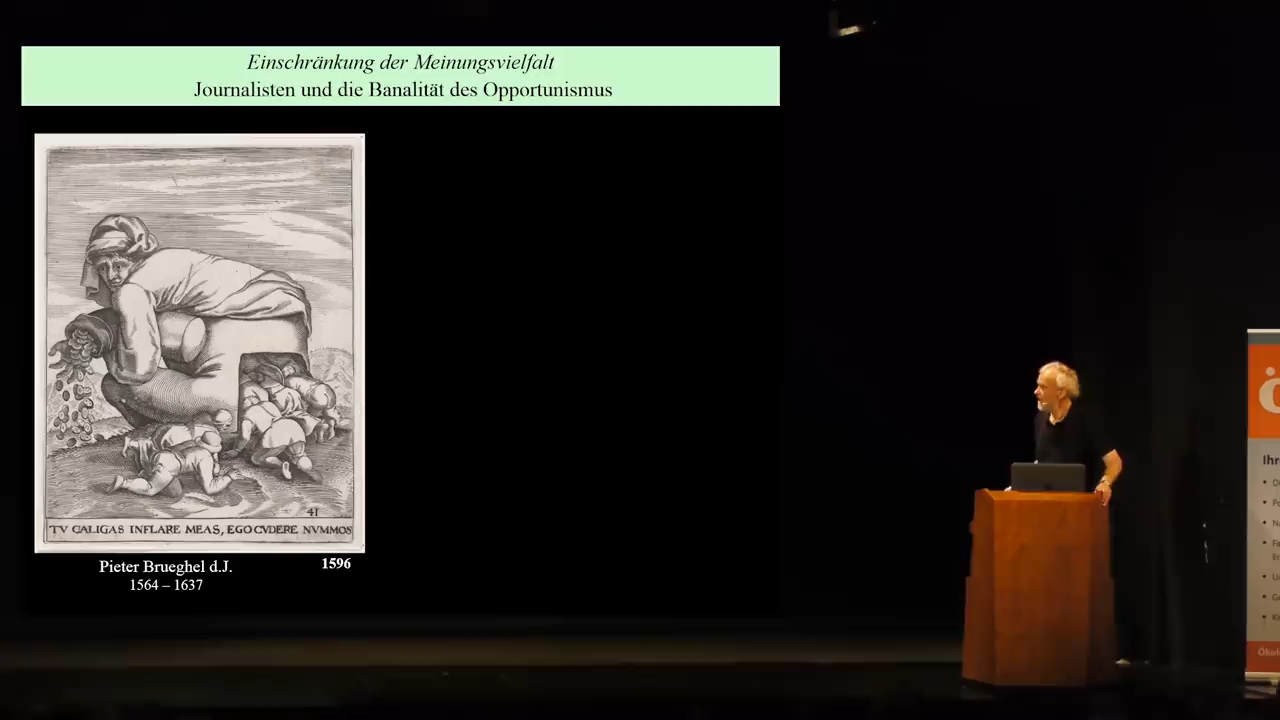 Einschränkung der Meinungsvielfalt
Journalisten und die Banalität des Opportunismus
41
TV CALIGAS INFLARE MEAS, EGO CVDERE NVMMOS
Pieter Brueghel d.J.
1564 – 1637
1596
Ihr